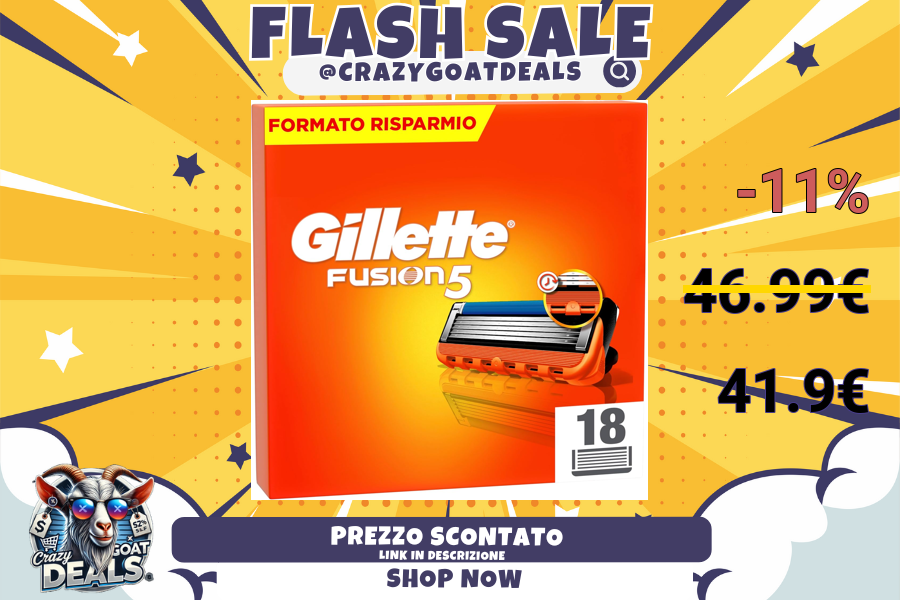 FLASH SALE
@CRAZYGOATDEALS
FORMATO RISPARMIO
Gillette®
FUSION5
18
-11%
46.99€
41.9€
$
52%
Crazy
GOAT
DEALS
PREZZO SCONTATO
LINK IN DESCRIZIONE
SHOP NOW